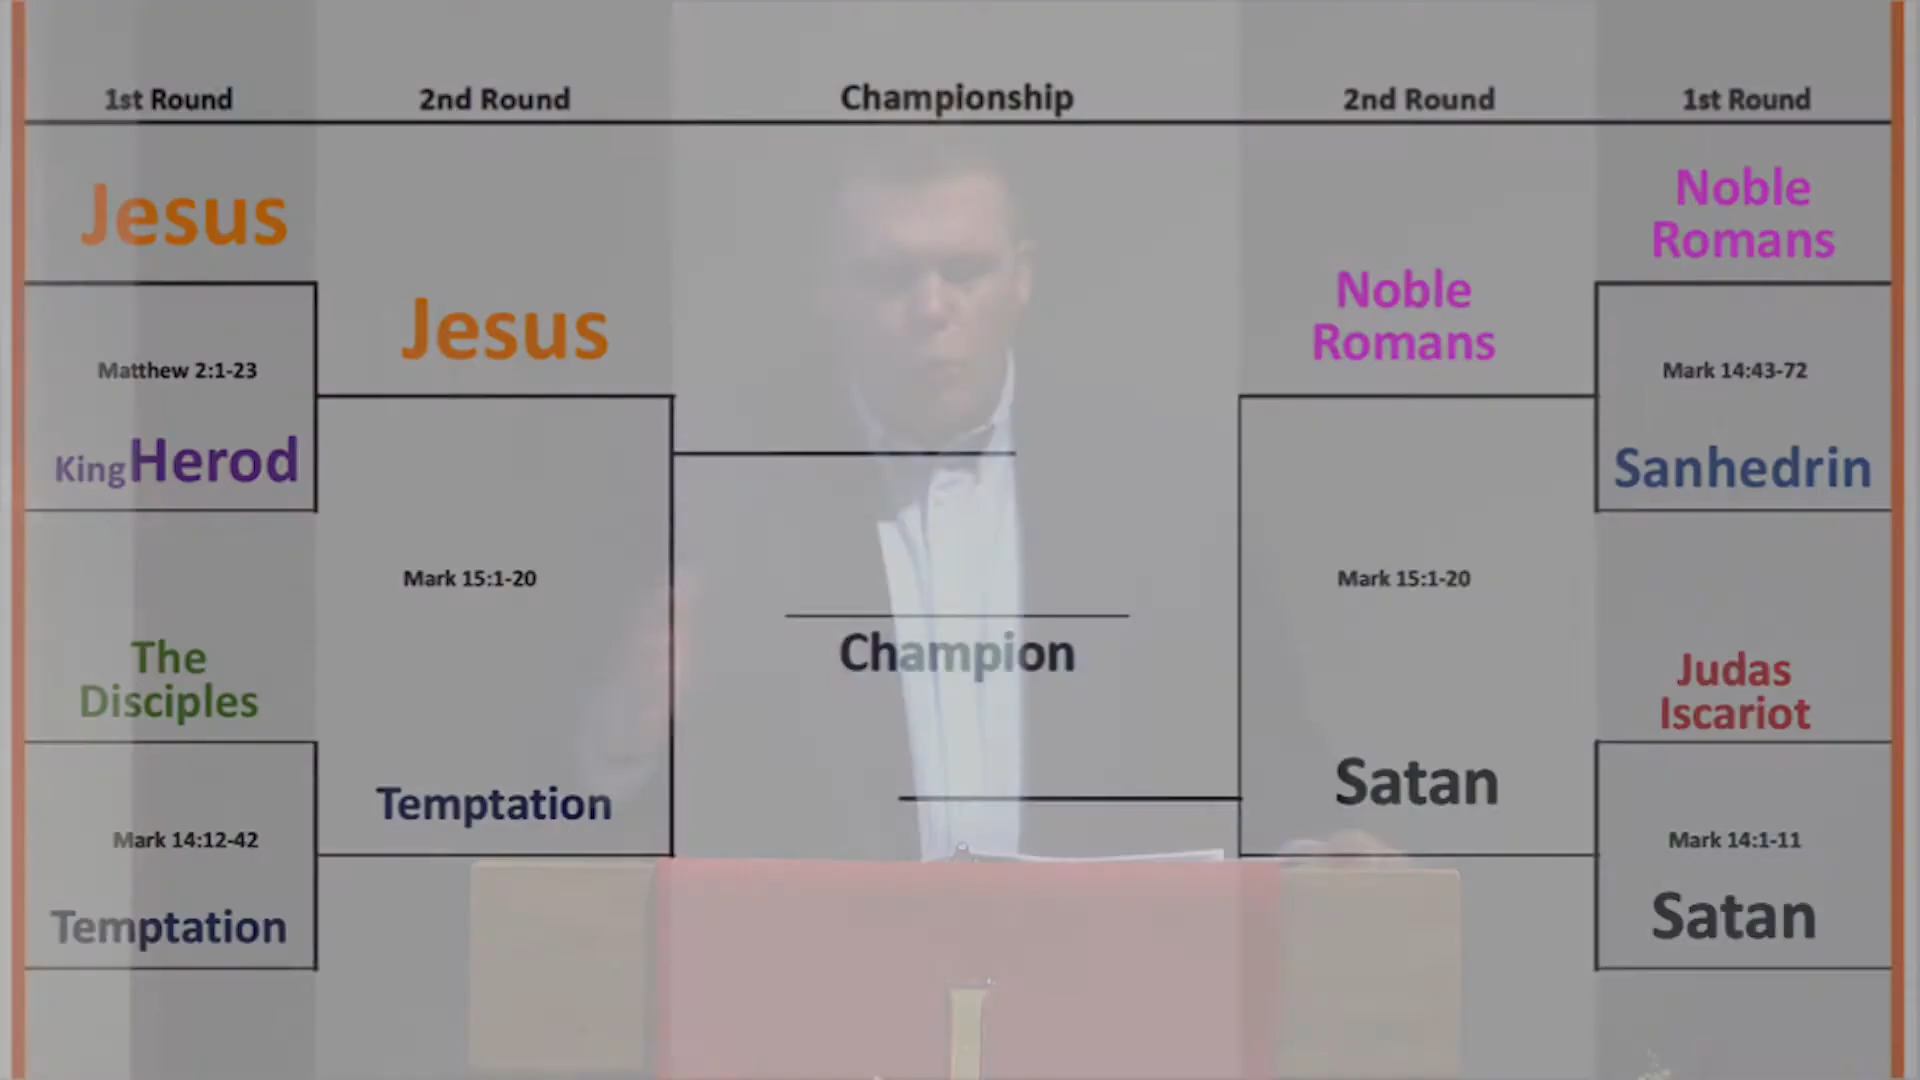 1st Round
2nd Round
Championship
2nd Round
1st Round
Jesus
Matthew 2:1-23
King Herod
The
Disciples
Mark 14:12-42
Temptation
Jesus
Mark 15:1-20
Temptation
Champion
Noble
Romans
Mark 15:1-20
Satan
Noble
Romans
Mark 14:43-72
Sanhedrin
Judas
Iscariot
Mark 14:1-11
Satan